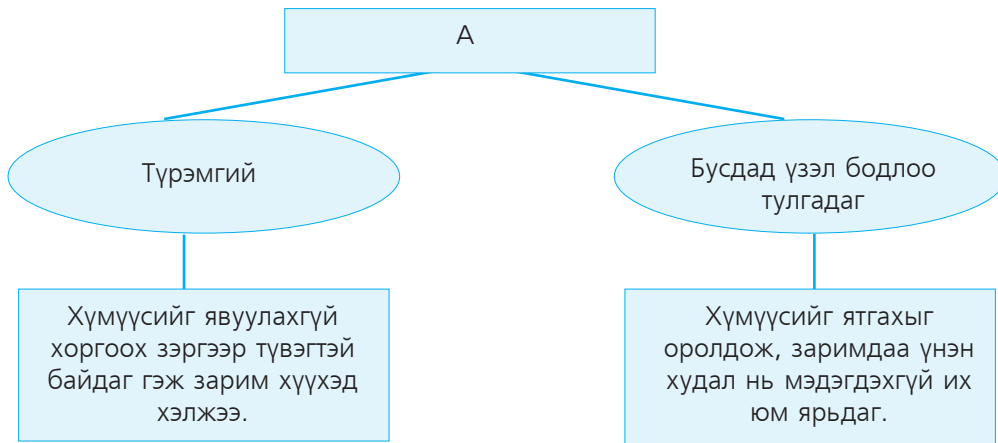 А
Түрэмгий
Бусдад үзэл бодлоо
тулгадаг
Хүмүүсийг явуулахгүй
хоргоох зэргээр түвэгтэй
байдаг гэж зарим хүүхэд
хэлжээ.
Хүмүүсийг ятгахыг
оролдож, заримдаа үнэн
худал нь мэдэгдэхгүй их
юм ярьдаг.